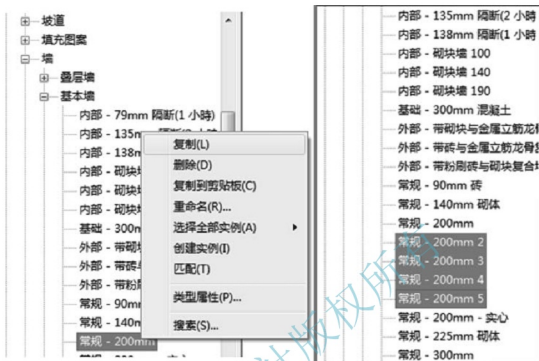 坡道
填充图案
墙
叠层墙
基本墙
内部 - 79mm 隔断(1 小時)
内部 - 135m
内部 - 138m
内部 - 砌块
内部 - 砌块
内部 - 砌块
基础 - 300m
外部 - 带砌
外部 - 带砖
外部 - 带粉
常规 - 90mm
常规 - 140m
常规 - 200mm
复制(L)
删除(D)
复制到剪贴板(C)
重命名(R)...
选择全部实例(A)
创建实例(I)
匹配(T)
类型属性(P)...
搜索(S)...
内部 - 135mm 隔断(2 小時
内部 - 138mm 隔断(1 小時
内部 - 砌块墙 100
内部 - 砌块墙 140
内部 - 砌块墙 190
基础 - 300mm 混凝土
外部 - 带砌块与金属立筋龙
外部 - 带砖与金属立筋龙骨
外部 - 带粉刷砖与砌块复合
常规 - 90mm 砖
常规 - 140mm 砌体
常规 - 200mm
常规 - 200mm 2
常规 - 200mm 3
常规 - 200mm 4
常规 - 200mm 5
常规 - 200mm - 实心
常规 - 225mm 砌体
常规 - 300mm
版权所有